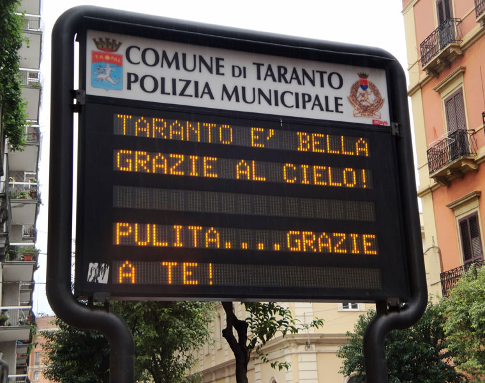 COMUNE DI TARANTO
POLIZIA MUNICIPALE
TARANTO E' BELLA
GRAZIE AL CIELO!
PULITA....GRAZIE
A TE!